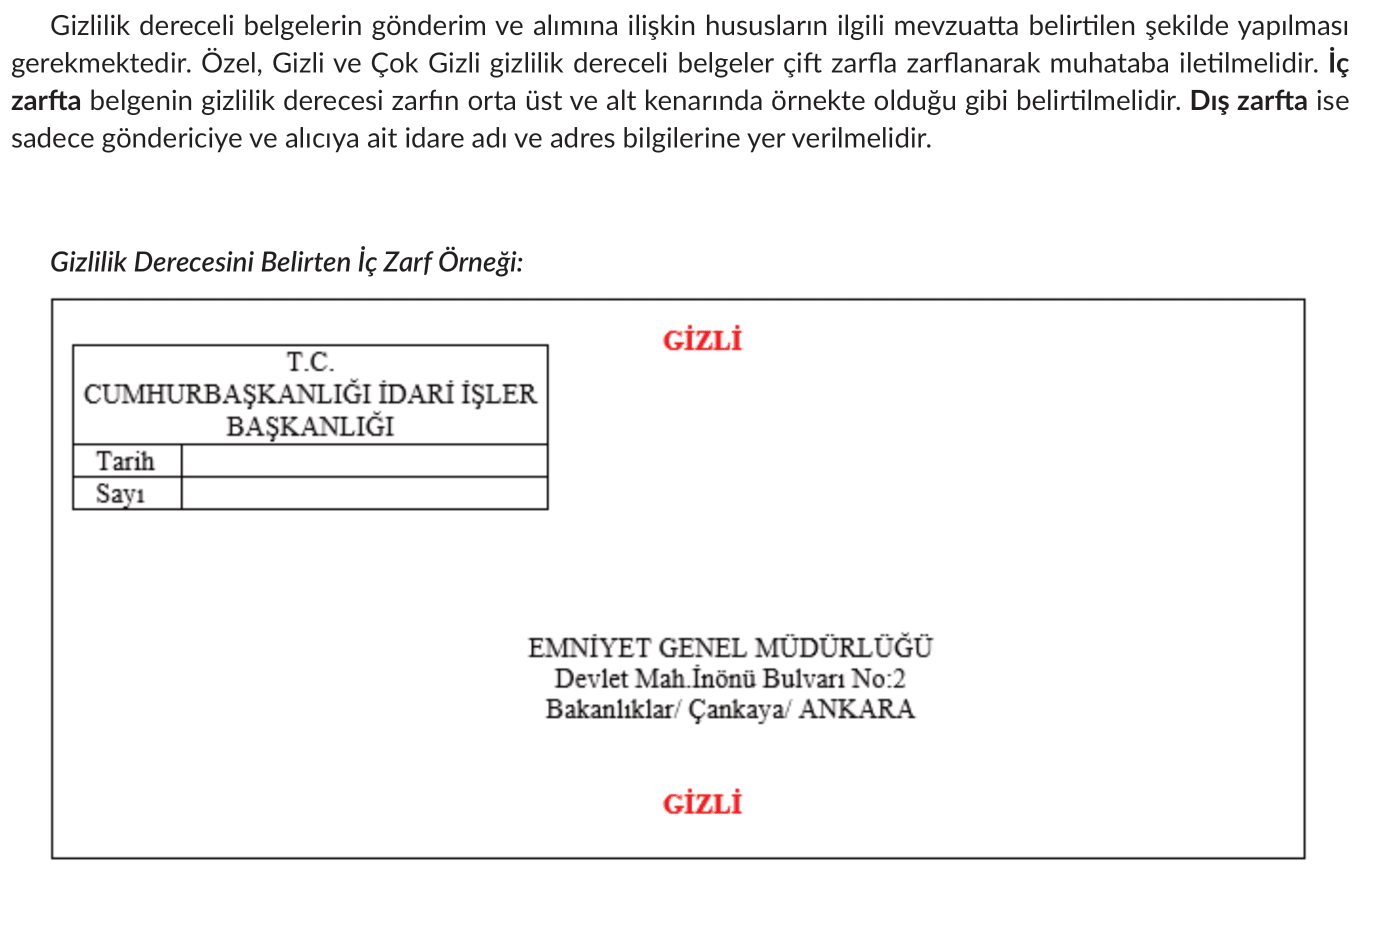 Gizlilik dereceli belgelerin gönderim ve alımına ilişkin hususların ilgili mevzuatta belirtilen şekilde yapılması
gerekmektedir. Özel, Gizli ve Çok Gizli gizlilik dereceli belgeler çift zarfla zarflanarak muhataba iletilmelidir. İç
zarfta belgenin gizlilik derecesi zarfın orta üst ve alt kenarında örnekte olduğu gibi belirtilmelidir. Dış zarfta ise
sadece göndericiye ve alıcıya ait idare adı ve adres bilgilerine yer verilmelidir.
Gizlilik Derecesini Belirten İç Zarf Örneği:
GİZLİ
T.C.
CUMHURBAŞKANLIĞI İDARİ İŞLER
BAŞKANLIĞI
Tarih
Sayı
EMNİYET GENEL MÜDÜRLÜĞÜ
Devlet Mah.İnönü Bulvarı No:2
Bakanlıklar/ Çankaya/ ANKARA
GİZLİ